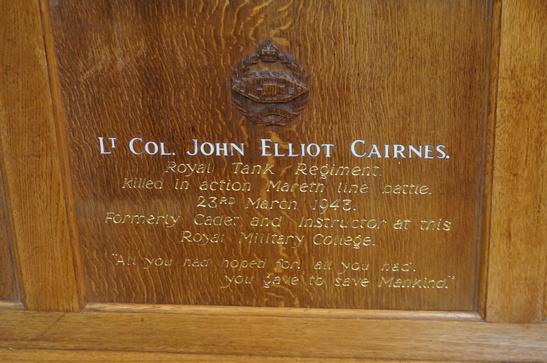 LT COL. JOHN ELLIOT CAIRNES.
Royal Tank Regiment.
Killed in action Mareth line battle.
23RD March 1943.
Formerly Cadet and Instructor at this
Royal Military College.
"All you had hoped for, all you had,
you gave to save Mankind."